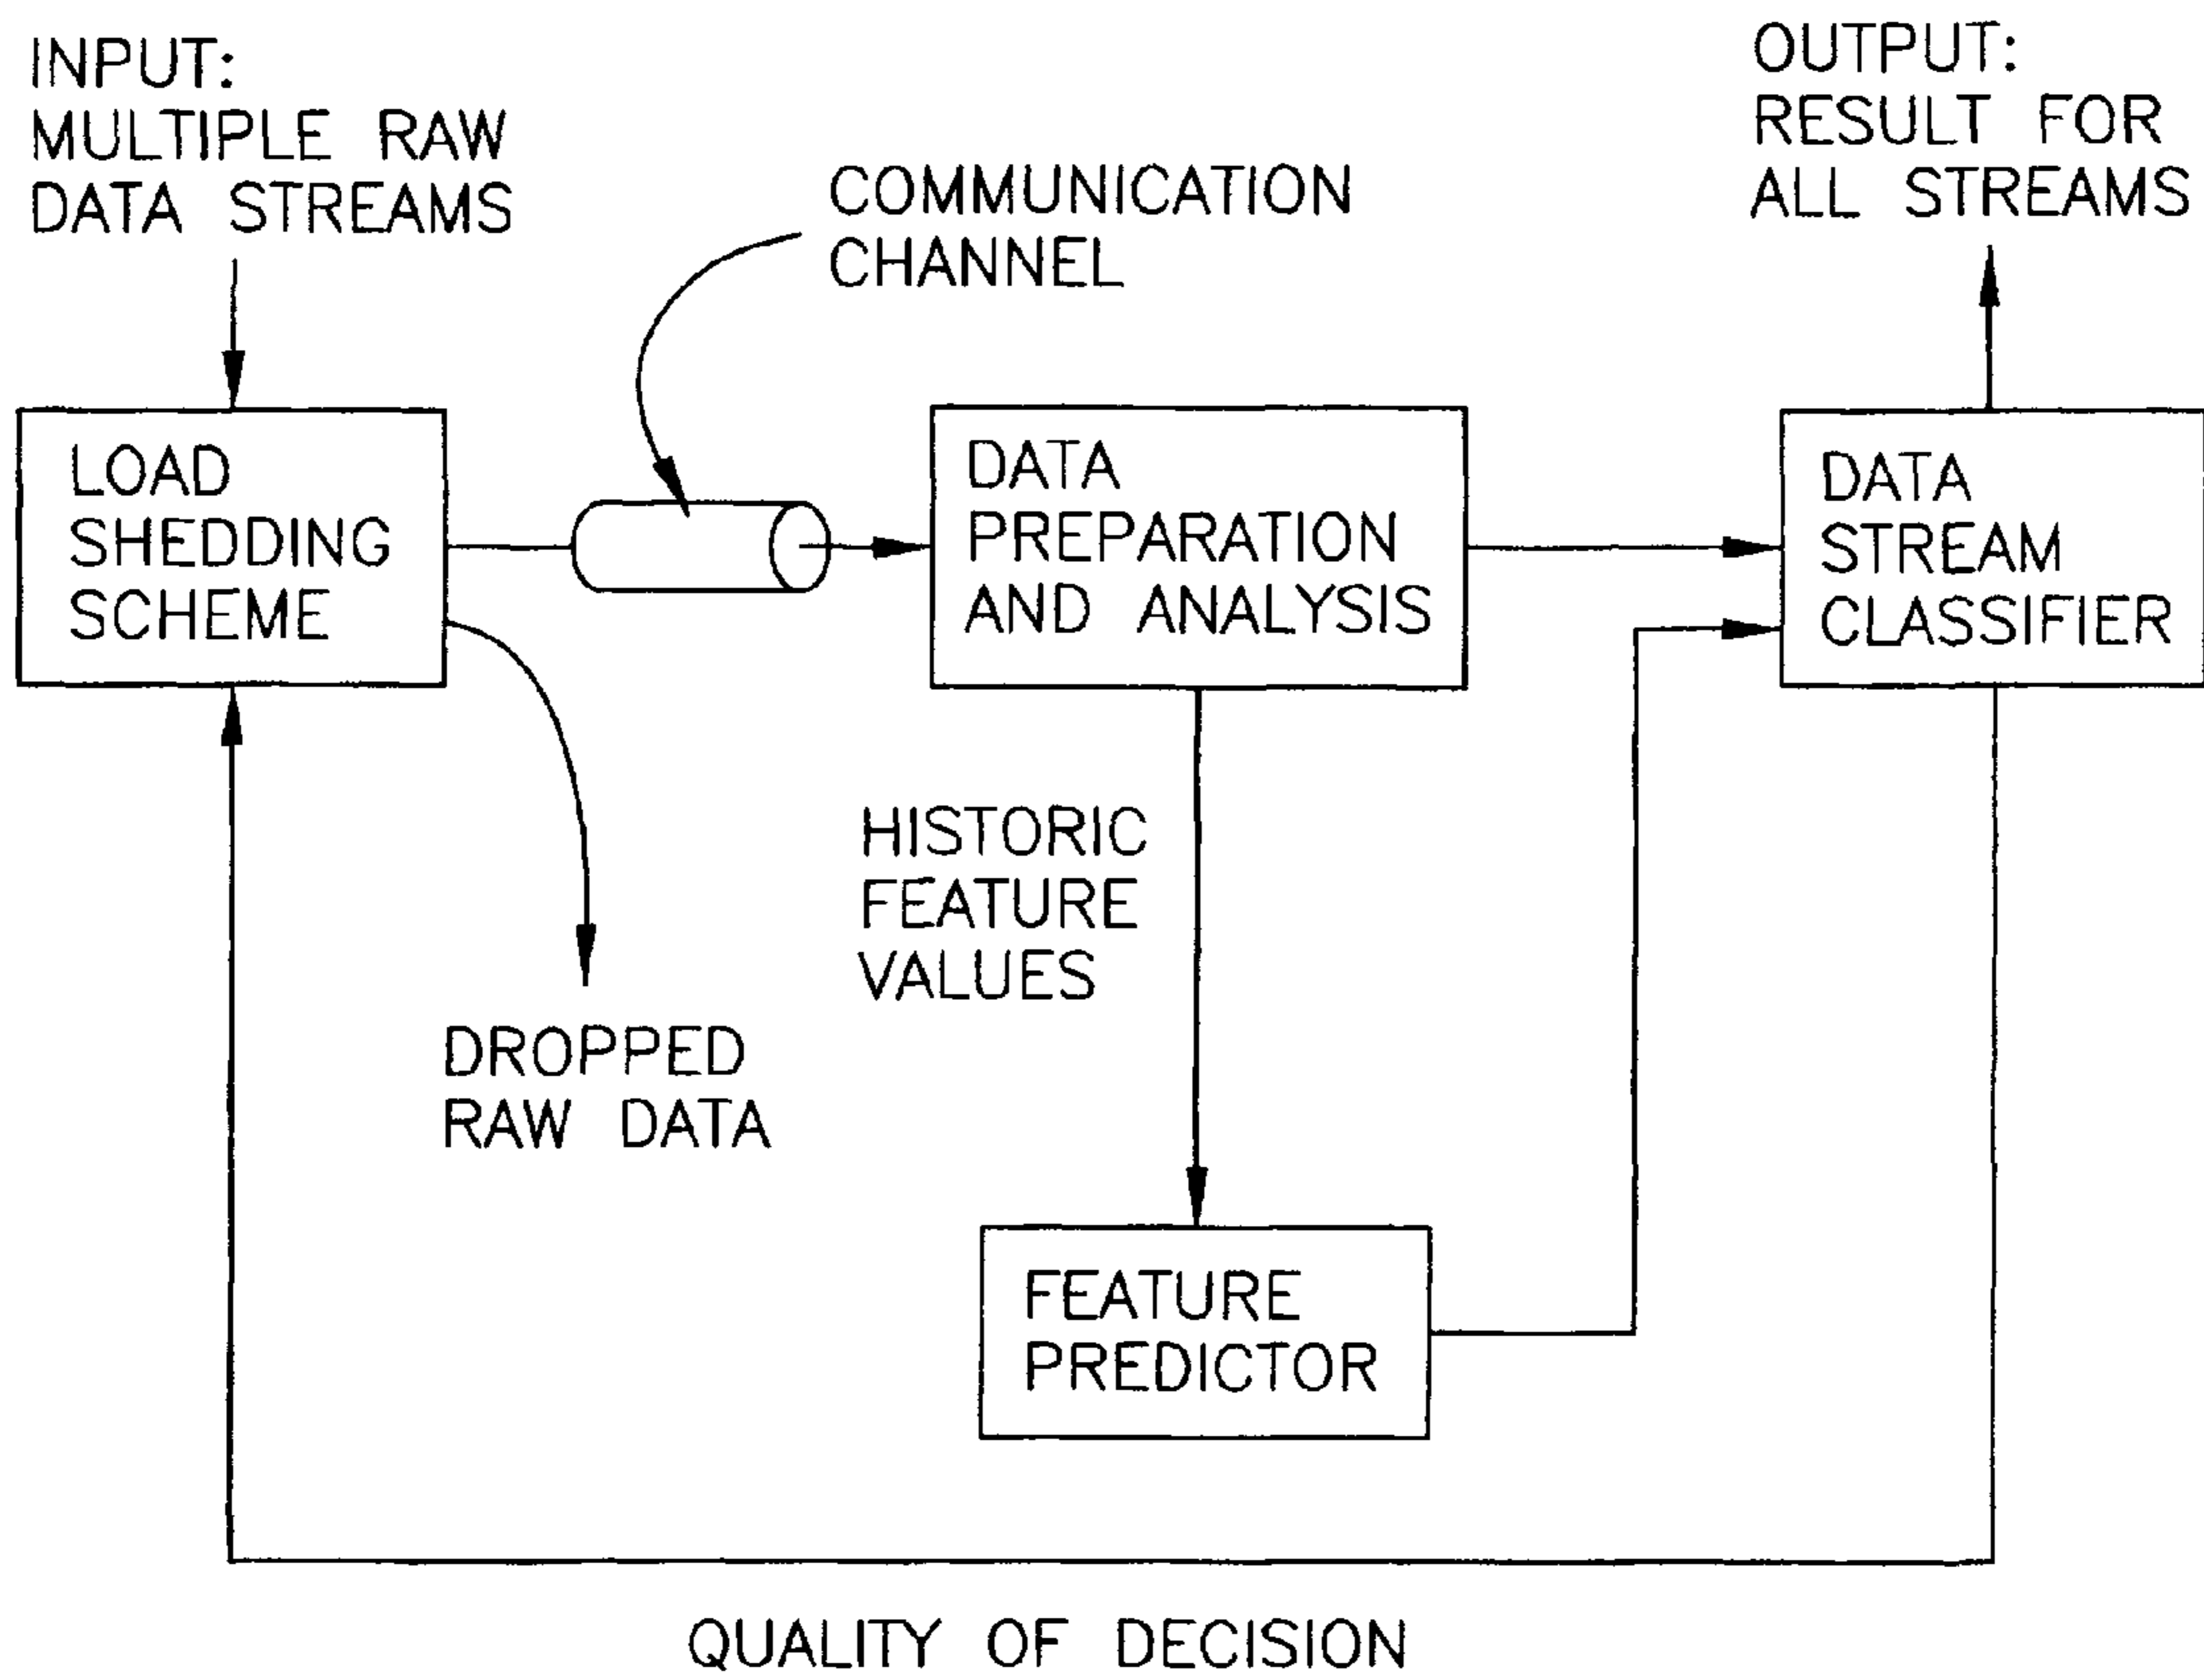 INPUT:
MULTIPLE RAW
DATA STREAMS
COMMUNICATION
CHANNEL
OUTPUT:
RESULT FOR
ALL STREAMS
LOAD
SHEDDING
SCHEME
DATA
PREPARATION
AND ANALYSIS
DATA
STREAM
CLASSIFIER
HISTORIC
FEATURE
VALUES
DROPPED
RAW DATA
FEATURE
PREDICTOR
QUALITY OF DECISION